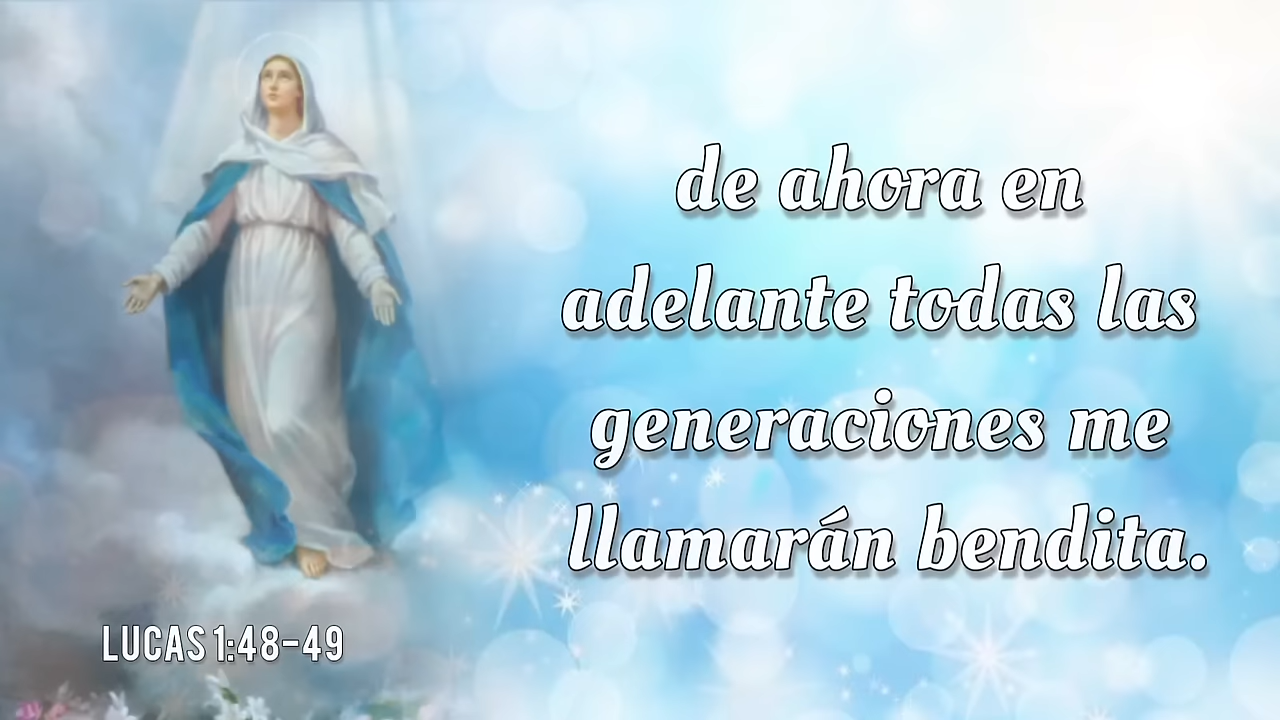 de ahora en
adelante todas las
generaciones me
llamarán bendita.
LUCAS 1:48-49